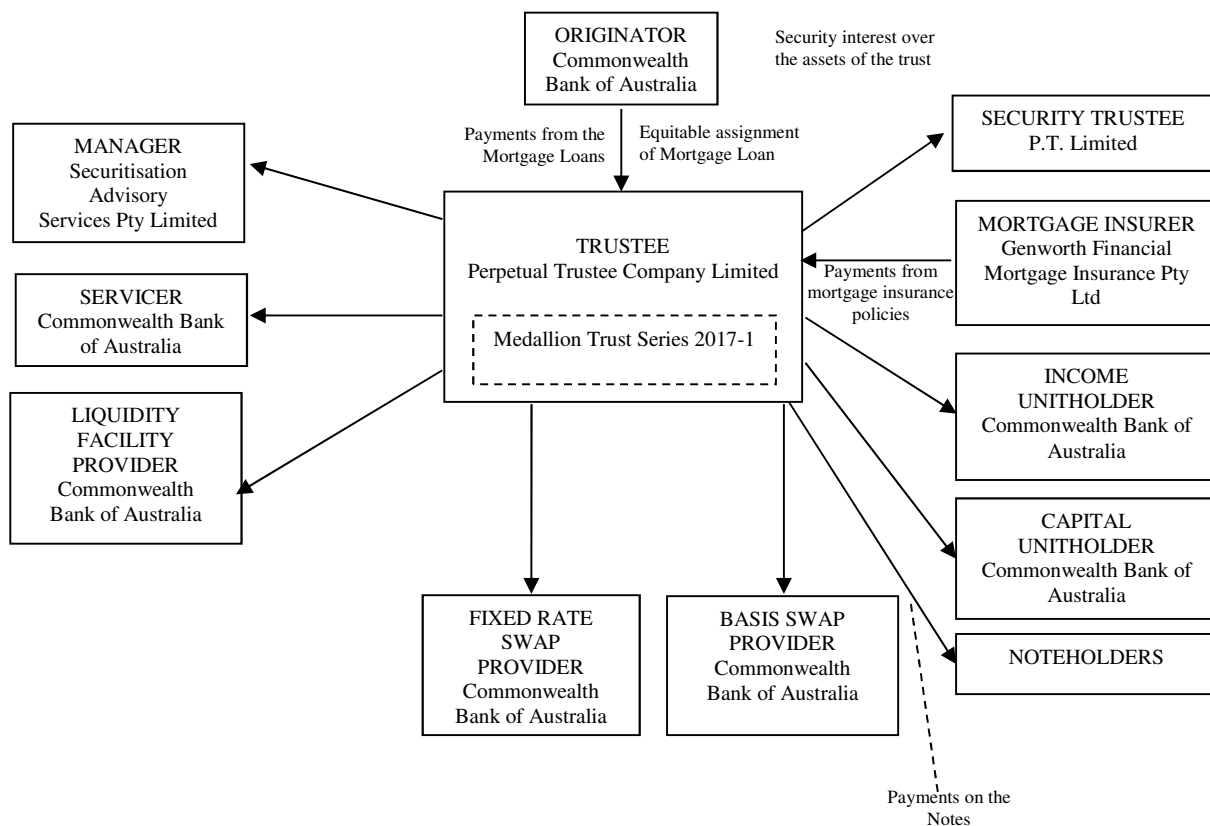 ORIGINATOR
Commonwealth
Bank of Australia
Security interest over
the assets of the trust
Payments from the
Mortgage Loans
Equitable assignment
of Mortgage Loan
MANAGER
Securitisation
Advisory
Services Pty Limited
SECURITY TRUSTEE
P.T. Limited
TRUSTEE
Perpetual Trustee Company Limited
Medallion Trust Series 2017-1
MORTGAGE INSURER
Genworth Financial
Mortgage Insurance Pty
Ltd
Payments from
mortgage insurance
policies
SERVICER
Commonwealth Bank
of Australia
INCOME
UNITHOLDER
Commonwealth Bank of
Australia
LIQUIDITY
FACILITY
PROVIDER
Commonwealth
Bank of Australia
CAPITAL
UNITHOLDER
Commonwealth Bank of
Australia
FIXED RATE
SWAP
PROVIDER
Commonwealth
Bank of Australia
BASIS SWAP
PROVIDER
Commonwealth
Bank of Australia
NOTEHOLDERS
Payments on the
Notes